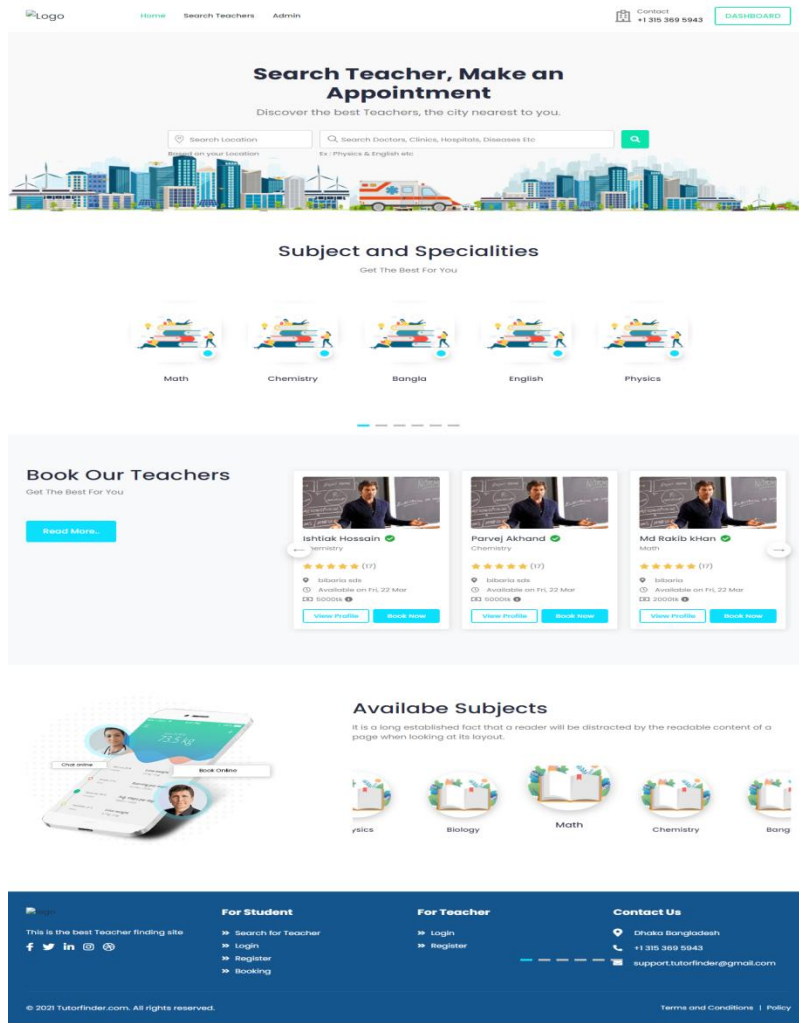 Logo
Home Search Teachers Admin
Contact
+1 315 369 5943
DASHBOARD
Search Teacher, Make an
Appointment
Discover the best Teachers, the city nearest to you.
Search Location
Search Doctors, Clinics, Hospitals, Diseases Etc
Based on your Location
Ex : Physics & English etc
Subject and Specialities
Get The Best For You
Math Chemistry Bangla English Physics
Book Our Teachers
Get The Best For You
Read More..
Ishtiak Hossain
Chemistry
(17)
bibaria sds
Available on Fri, 22 Mar
5000tk
View Profile Book Now
Parvej Akhand
Chemistry
(17)
bibaria
Available on Fri, 22 Mar
View Profile Book Now
Md Rakib kHan
Math
(17)
bibaria
Available on Fri, 22 Mar
2000tk
View Profile Book Now
Availabe Subjects
It is a long established fact that a reader will be distracted by the readable content of a
page when looking at its layout.
Chat online
Book Online
ysics Biology Math Chemistry Bang
logo
This is the best Teacher finding site
For Student
Search for Teacher
Login
Register
Booking
For Teacher
Login
Register
Contact Us
Dhaka Bangladesh
+1 315 369 5943
support.tutorfinder@gmail.com
© 2021 Tutorfinder.com. All rights reserved.
Terms and Conditions | Policy